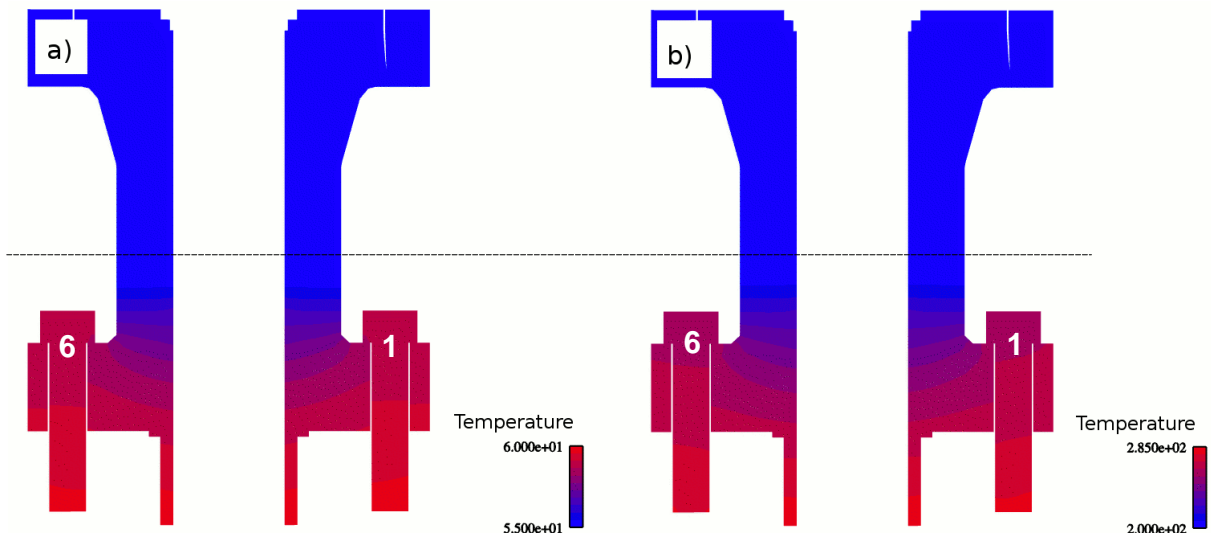 a)
b)
6
1
6
1
Temperature
6.000e+01
5.500e+01
Temperature
2.850e+02
2.000e+02